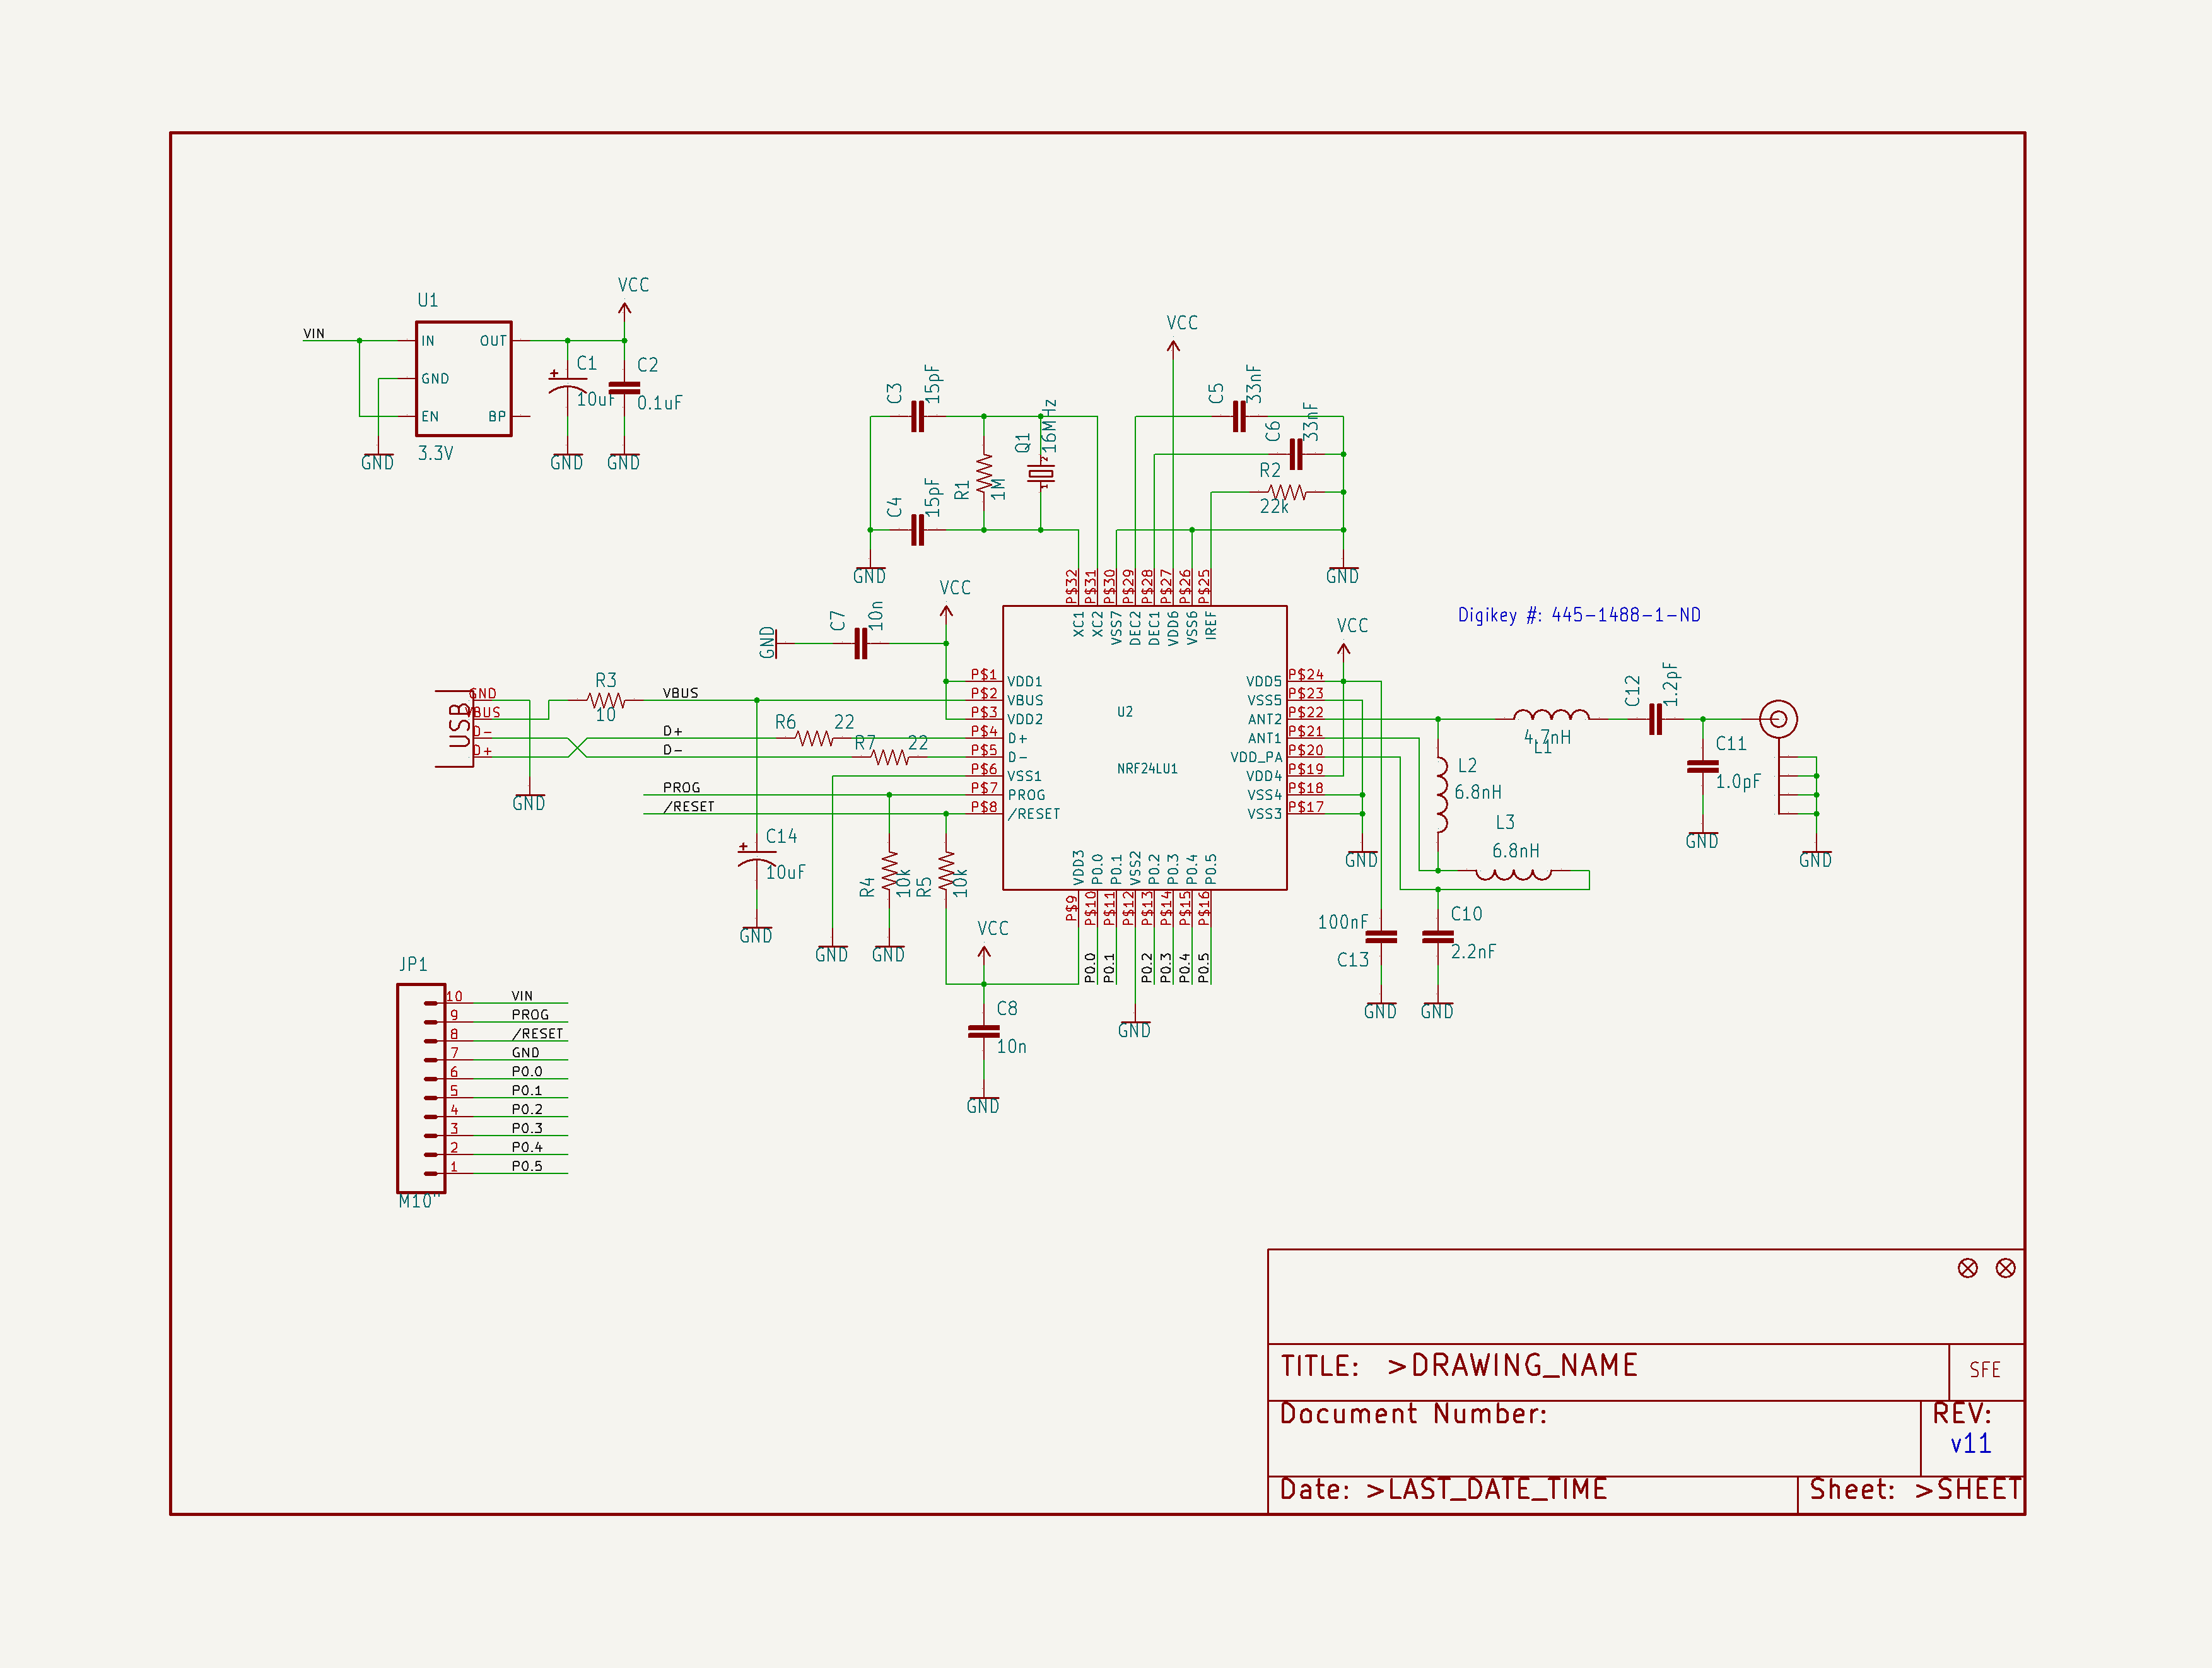 U1
VCC
VIN
IN
OUT
GND
EN
BP
3.3V
C1
10uF
C2
0.1uF
GND
GND
GND
VCC
C3
15pF
C4
15pF
R1
1M
Q1
16MHz
2
1
C5
33nF
C6
33nF
R2
22k
GND
GND
P$32
P$31
P$30
P$29
P$28
P$27
P$26
P$25
XC1
XC2
VSS7
DEC2
DEC1
VDD6
VSS6
IREF
VCC
C7
10n
GND
Digikey #: 445-1488-1-ND
VCC
USB
GND
VBUS
D-
D+
R3
10
VBUS
D+
D-
R6
22
R7
22
PROG
/RESET
GND
P$1 VDD1
P$2 VBUS
P$3 VDD2
P$4 D+
P$5 D-
P$6 VSS1
P$7 PROG
P$8 /RESET
U2
NRF24LU1
VDD5 P$24
VSS5 P$23
ANT2 P$22
ANT1 P$21
VDD_PA P$20
VDD4 P$19
VSS4 P$18
VSS3 P$17
VDD3
P0.0
P0.1
VSS2
P0.2
P0.3
P0.4
P0.5
P$9
P$10
P$11
P$12
P$13
P$14
P$15
P$16
P0.0
P0.1
P0.2
P0.3
P0.4
P0.5
4.7nH
L1
C12
1.2pF
C11
1.0pF
L2
6.8nH
L3
6.8nH
GND
GND
GND
C14
10uF
GND
R4
10k
R5
10k
GND
GND
VCC
C8
10n
GND
GND
100nF
C13
C10
2.2nF
GND
GND
JP1
10 VIN
9 PROG
8 /RESET
7 GND
6 P0.0
5 P0.1
4 P0.2
3 P0.3
2 P0.4
1 P0.5
M10"
TITLE: >DRAWING_NAME
SFE
Document Number:
REV:
v11
Date: >LAST_DATE_TIME
Sheet: >SHEET